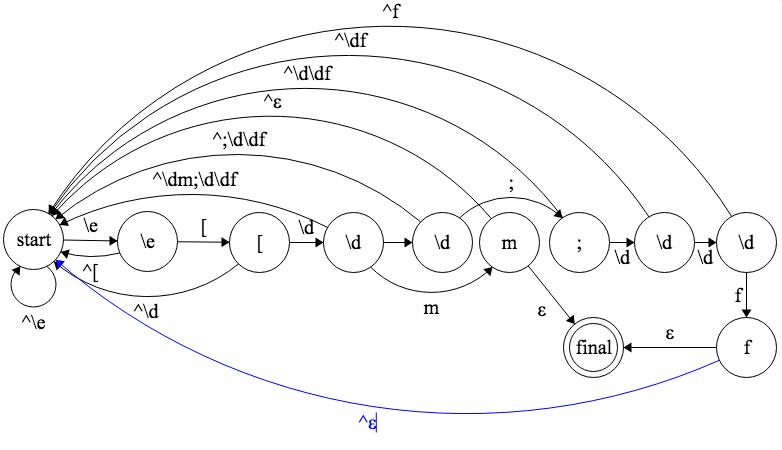 ^f
^\df
^\d\df
^ε
^;\d\df
^\dm;\d\df
;
start
\e
\e
[
[
\d
\d
\d
m
;
\d
\d
\d
\d
^[
^\d
m
^\e
ε
f
final
ε
f
^ε